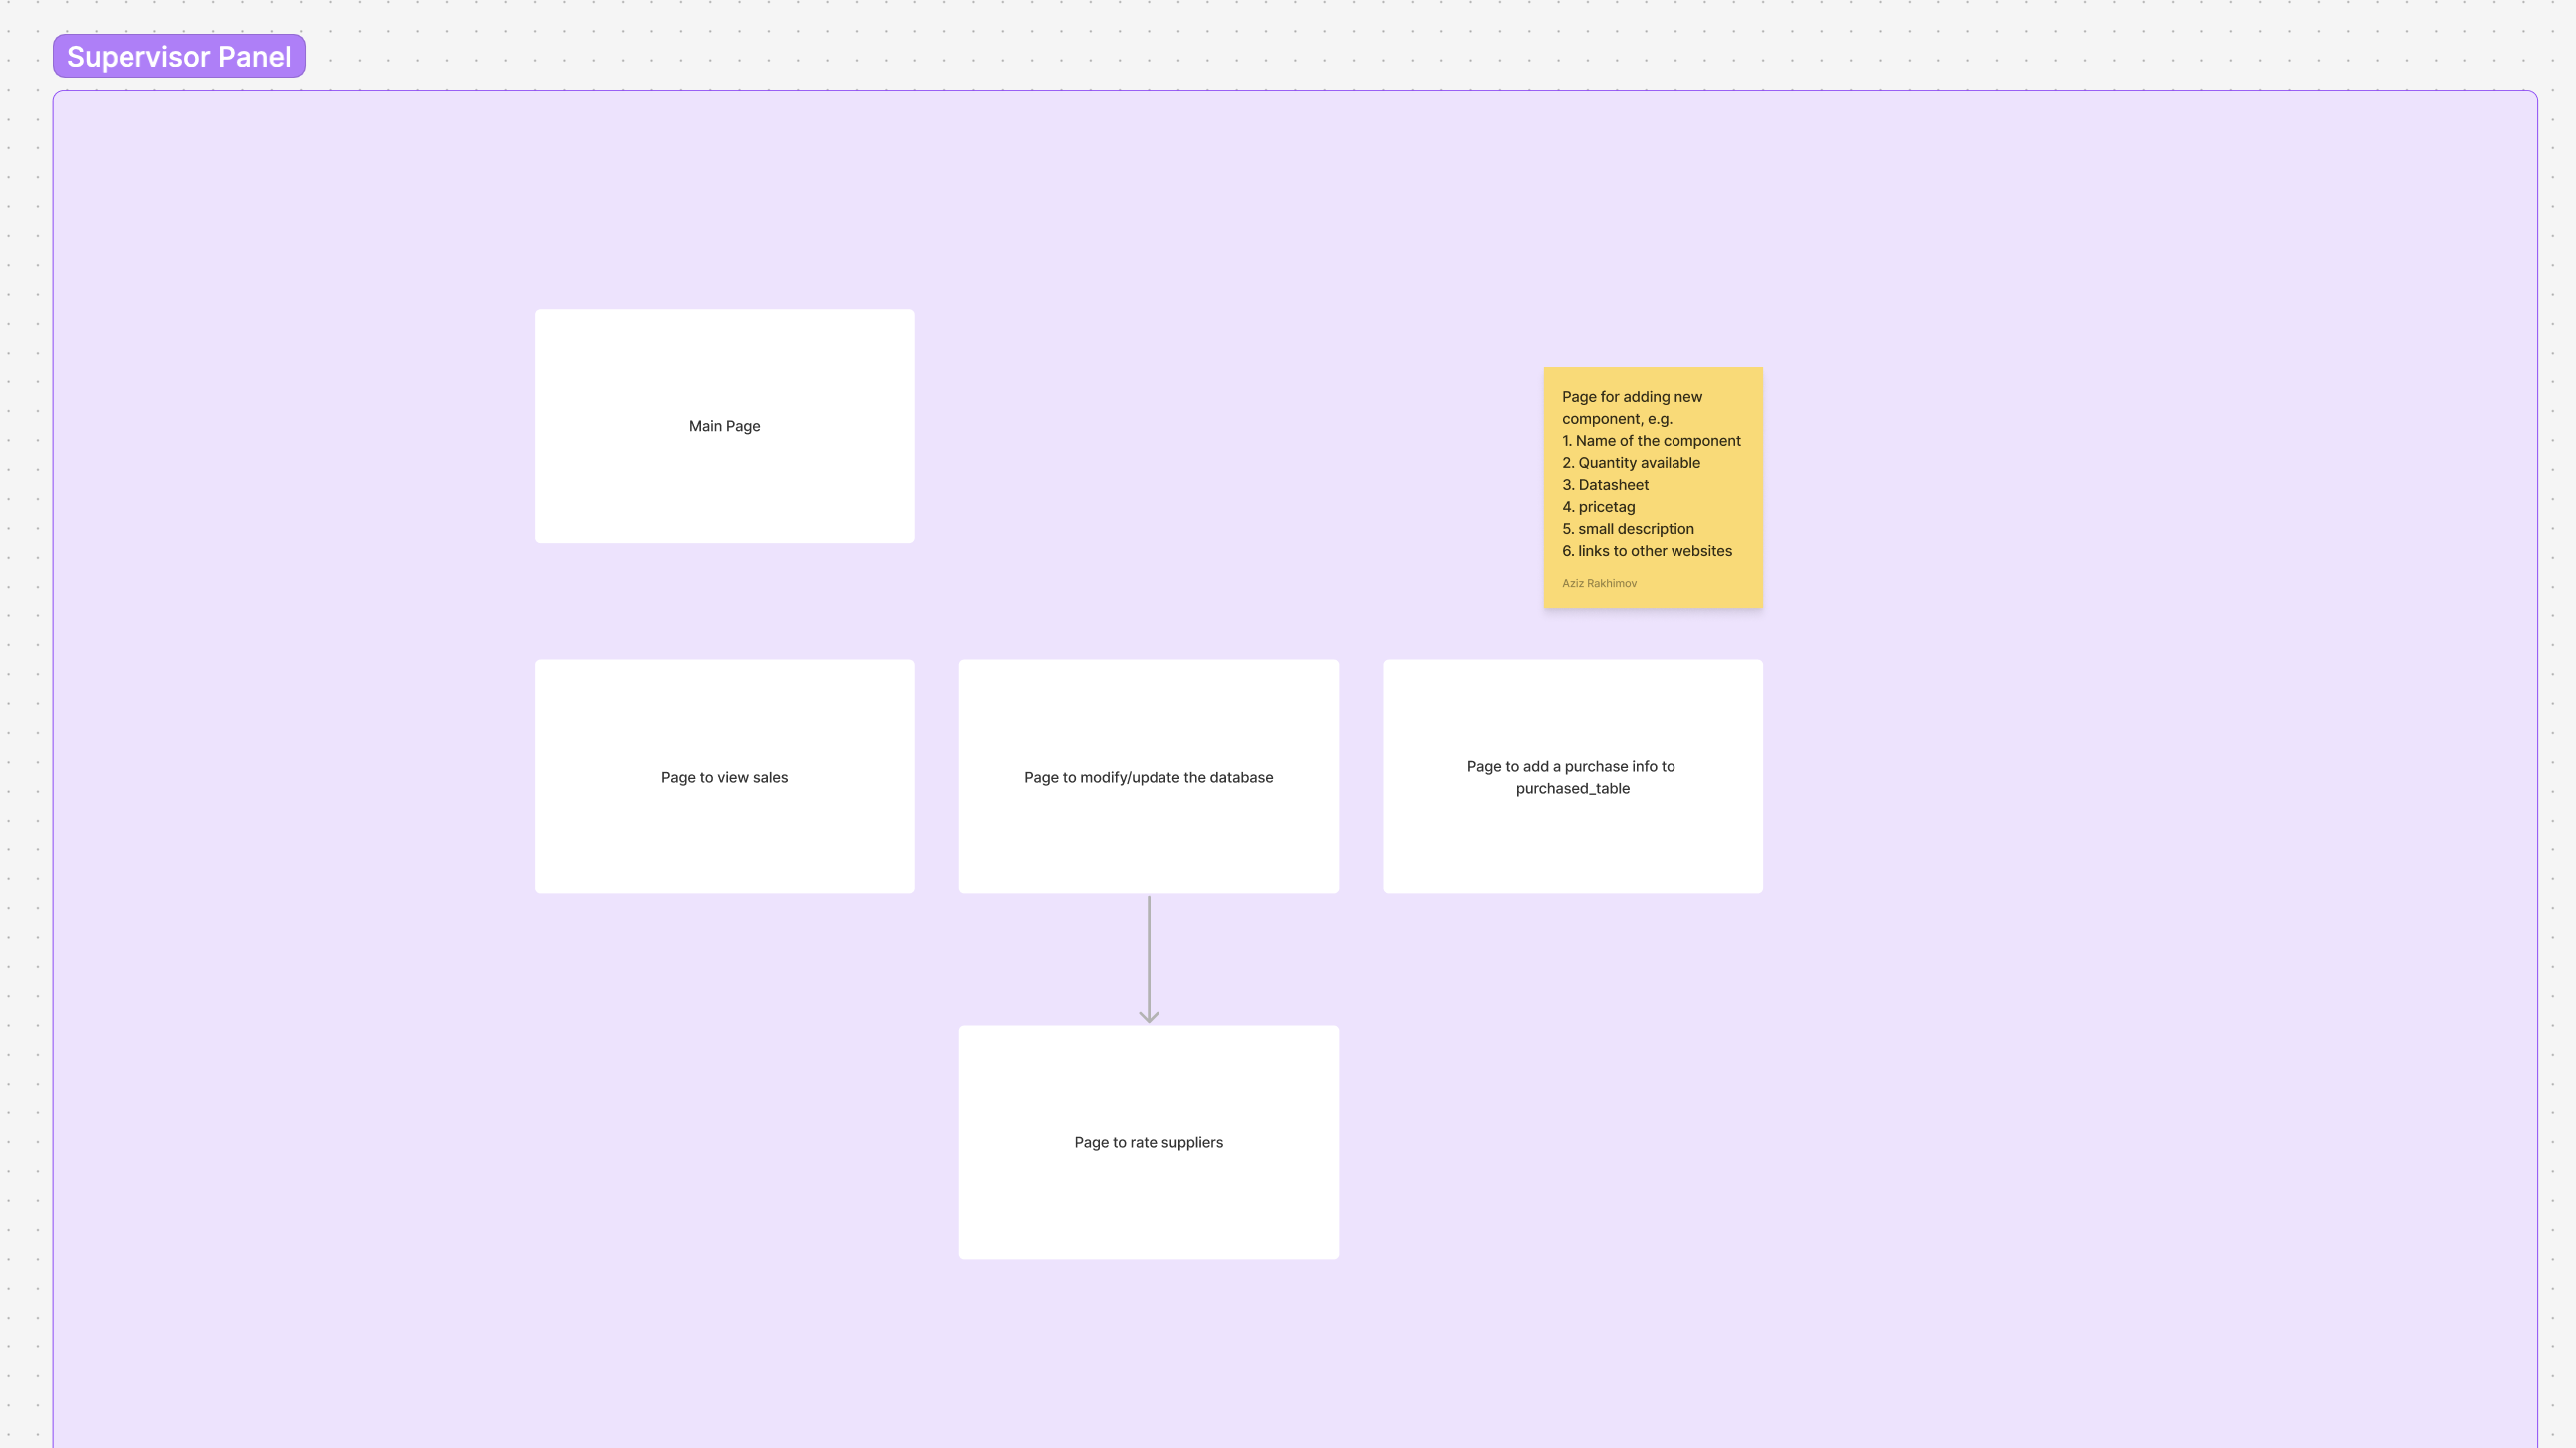 Supervisor Panel
Main Page
Page for adding new
component, e.g.
1. Name of the component
2. Quantity available
3. Datasheet
4. pricetag
5. small description
6. links to other websites
Aziz Rakhimov
Page to view sales
Page to modify/update the database
Page to add a purchase info to
purchased_table
Page to rate suppliers